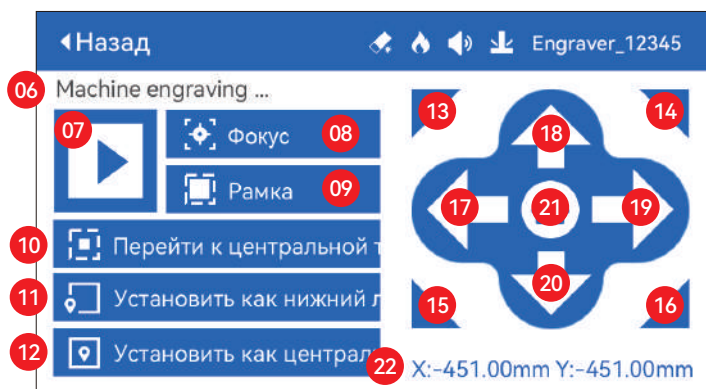 Назад Engraver_12345
06 Machine engraving ...
07 Фокус 08
Рамка 09
10 Перейти к центральной т
11 Установить как нижний л
12 Установить как централ
13 14
18
17 21 19
20
15 16
22 X:-451.00mm Y:-451.00mm